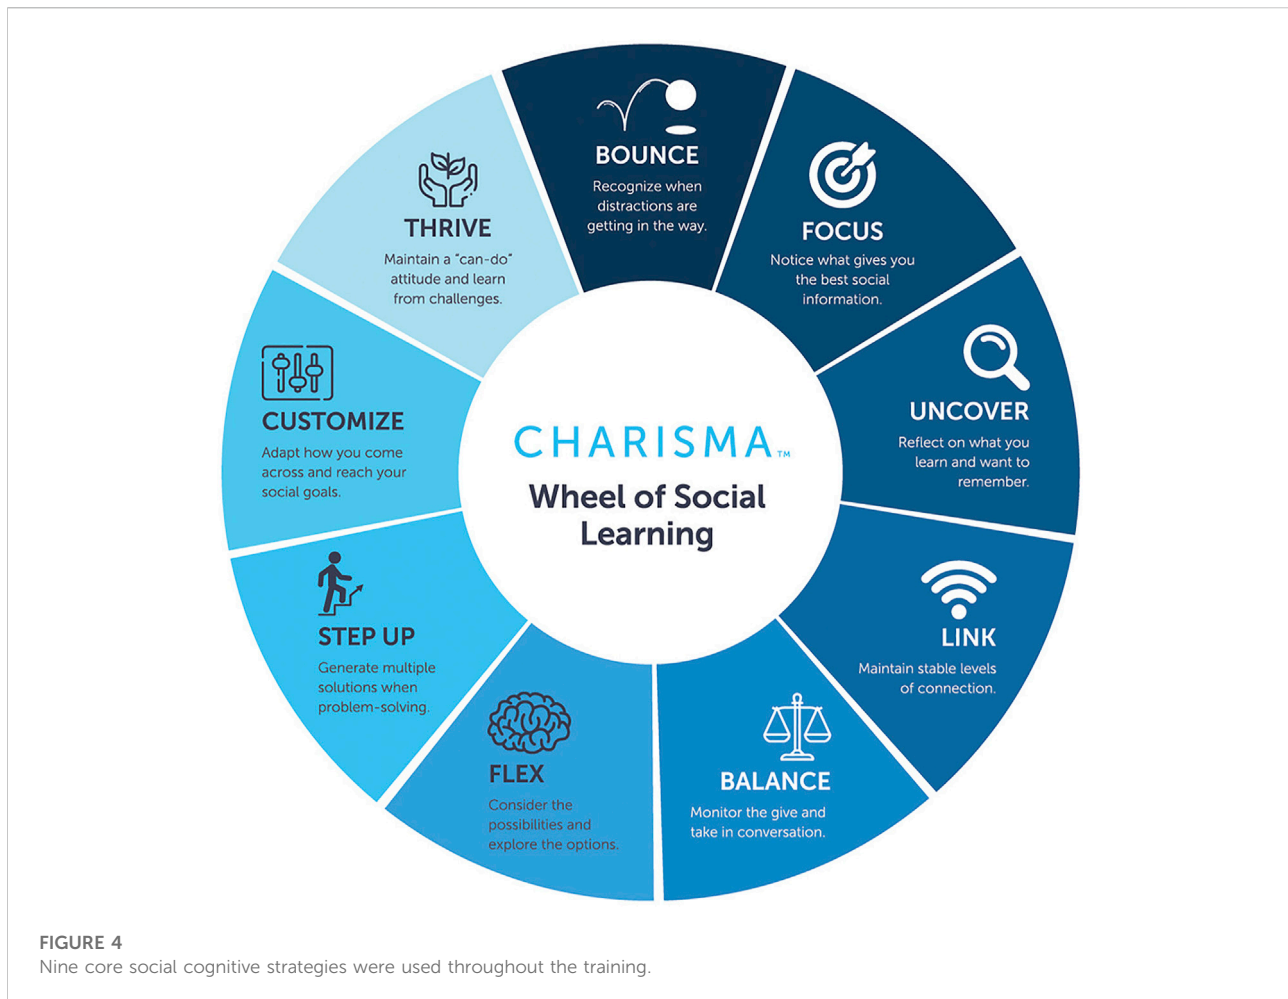 BOUNCE
Recognize when
distractions are
getting in the way.
FOCUS
Notice what gives you
the best social
information.
UNCOVER
Reflect on what you
learn and want to
remember.
LINK
Maintain stable levels
of connection.
BALANCE
Monitor the give and
take in conversation.
FLEX
Consider the
possibilities and
explore the options.
STEP UP
Generate multiple
solutions when
problem-solving.
CUSTOMIZE
Adapt how you come
across and reach your
social goals.
THRIVE
Maintain a “can-do”
attitude and learn
from challenges.
CHARISMA™
Wheel of Social
Learning
FIGURE 4
Nine core social cognitive strategies were used throughout the training.